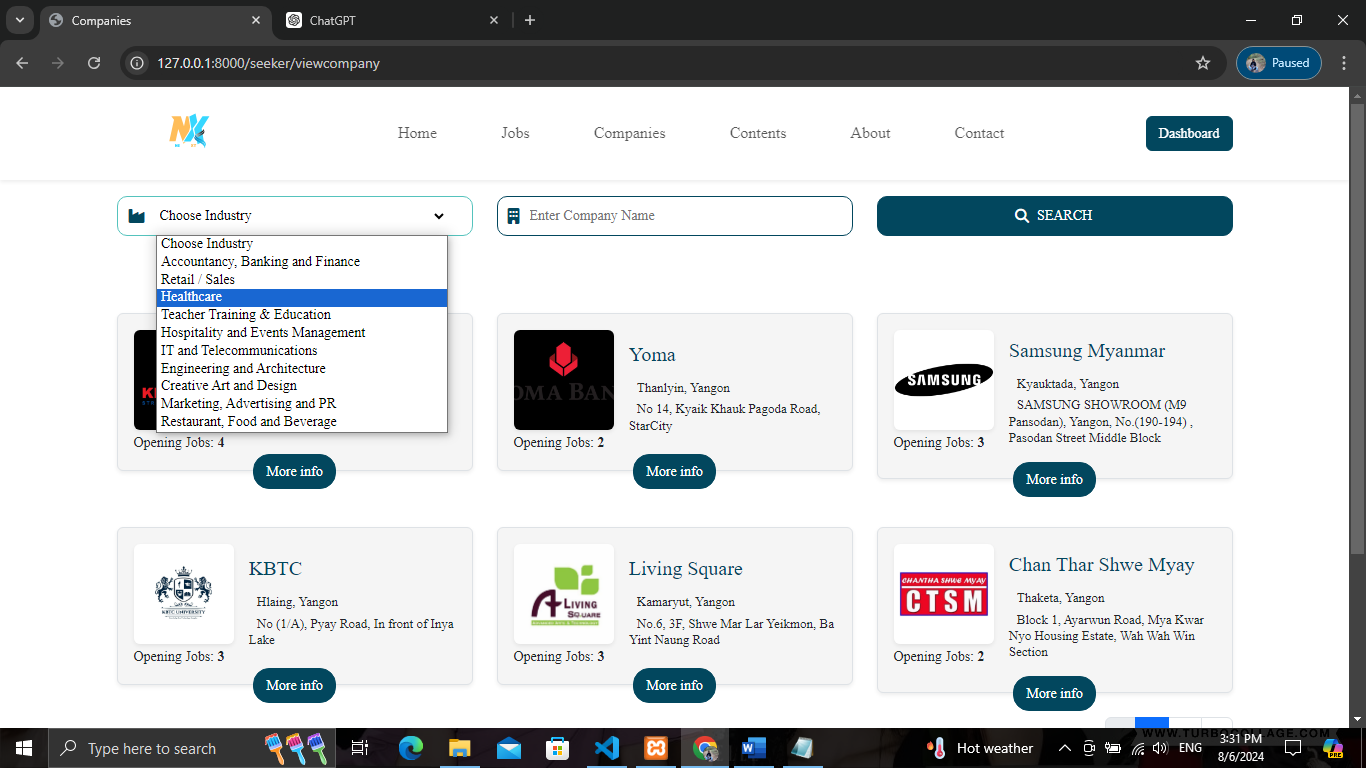 Companies
ChatGPT
127.0.0.1:8000/seeker/viewcompany
Paused
Home
Jobs
Companies
Contents
About
Contact
Dashboard
Choose Industry
Enter Company Name
SEARCH
Choose Industry
Accountancy, Banking and Finance
Retail / Sales
Healthcare
Teacher Training & Education
Hospitality and Events Management
IT and Telecommunications
Engineering and Architecture
Creative Art and Design
Marketing, Advertising and PR
Restaurant, Food and Beverage
Opening Jobs: 4
More info
OMA BAN
Yoma
Thanlyin, Yangon
No 14, Kyaik Khauk Pagoda Road,
StarCity
Opening Jobs: 2
More info
SAMSUNG
Samsung Myanmar
Kyauktada, Yangon
SAMSUNG SHOWROOM (M9
Pansodan), Yangon, No.(190-194) ,
Pasodan Street Middle Block
Opening Jobs: 3
More info
KBTC UNIVERSITY
KBTC
Hlaing, Yangon
No (1/A), Pyay Road, In front of Inya
Lake
Opening Jobs: 3
More info
LIVING
SQUARE
Living Square
Kamaryut, Yangon
No.6, 3F, Shwe Mar Lar Yeikmon, Ba
Yint Naung Road
Opening Jobs: 3
More info
CHANTHA SHWE MYAY
CTSM
Chan Thar Shwe Myay
Thaketa, Yangon
Block 1, Ayarwun Road, Mya Kwar
Nyo Housing Estate, Wah Wah Win
Section
Opening Jobs: 2
More info
Type here to search
Hot weather
ENG
3:31 PM
8/6/2024
PRE